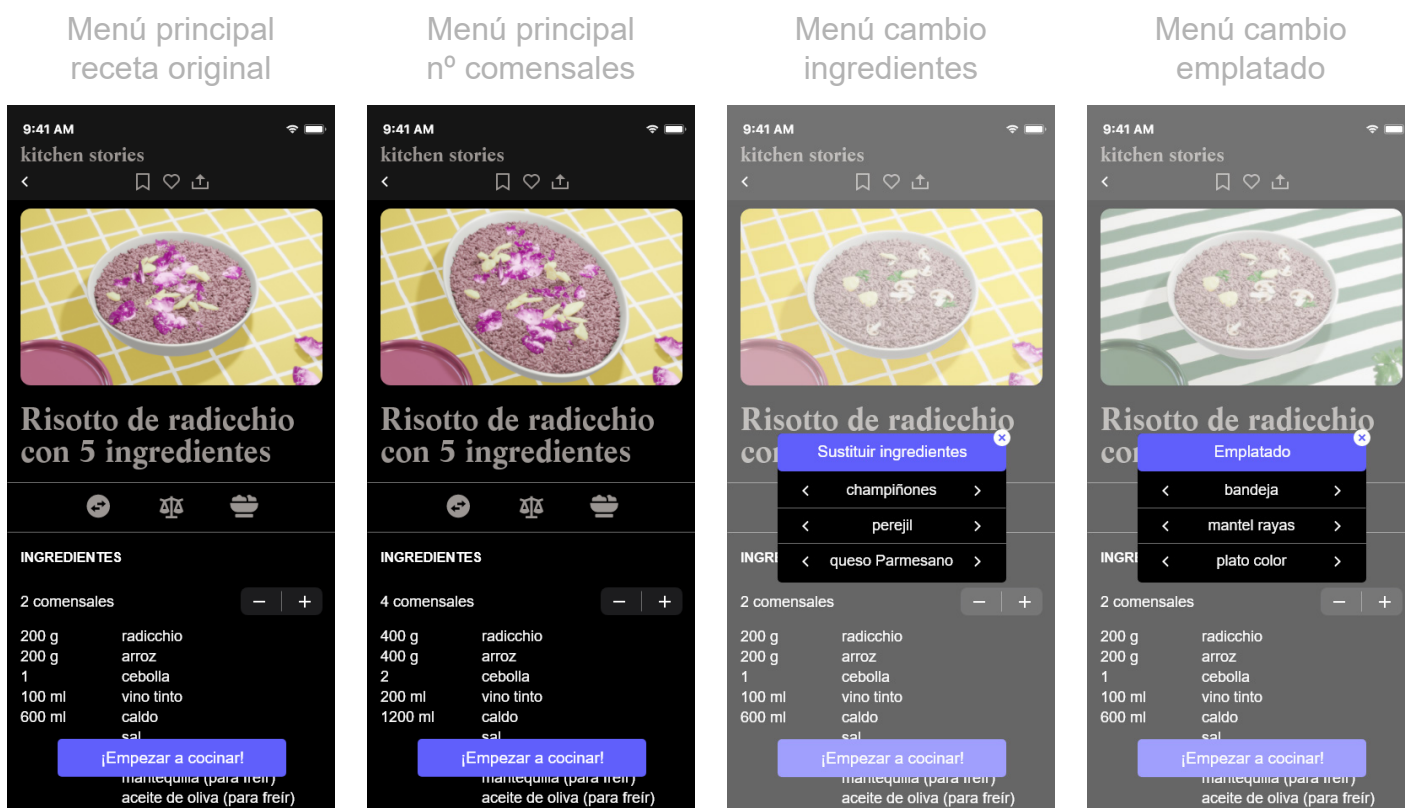 Menú principal
receta original
Menú principal
nº comensales
Menú cambio
ingredientes
Menú cambio
emplatado
9:41 AM
kitchen stories
Risotto de radicchio
con 5 ingredientes
INGREDIENTES
2 comensales
200 g radicchio
200 g arroz
1 cebolla
100 ml vino tinto
600 ml caldo
sal
¡Empezar a cocinar!
mantequilla (para freír)
aceite de oliva (para freír)
9:41 AM
kitchen stories
Risotto de radicchio
con 5 ingredientes
INGREDIENTES
4 comensales
400 g radicchio
400 g arroz
2 cebolla
200 ml vino tinto
1200 ml caldo
sal
¡Empezar a cocinar!
mantequilla (para freír)
aceite de oliva (para freír)
9:41 AM
kitchen stories
Risotto de radicchio
Sustituir ingredientes
champiñones
perejil
queso Parmesano
2 comensales
200 g radicchio
200 g arroz
1 cebolla
100 ml vino tinto
600 ml caldo
sal
¡Empezar a cocinar!
mantequilla (para freír)
aceite de oliva (para freír)
9:41 AM
kitchen stories
Risotto de radicchio
Emplatado
bandeja
mantel rayas
plato color
2 comensales
200 g radicchio
200 g arroz
1 cebolla
100 ml vino tinto
600 ml caldo
sal
¡Empezar a cocinar!
mantequilla (para freír)
aceite de oliva (para freír)